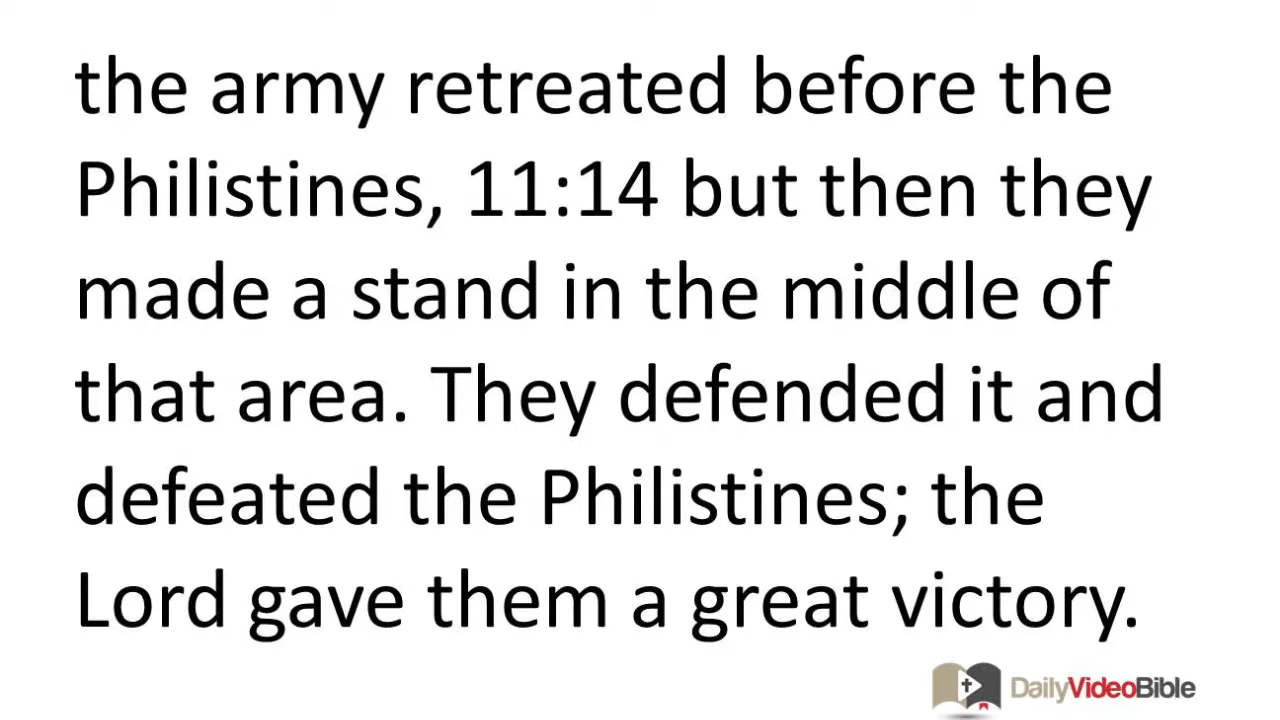 the army retreated before the
Philistines, 11:14 but then they
made a stand in the middle of
that area. They defended it and
defeated the Philistines; the
Lord gave them a great victory.
DailyVideoBible